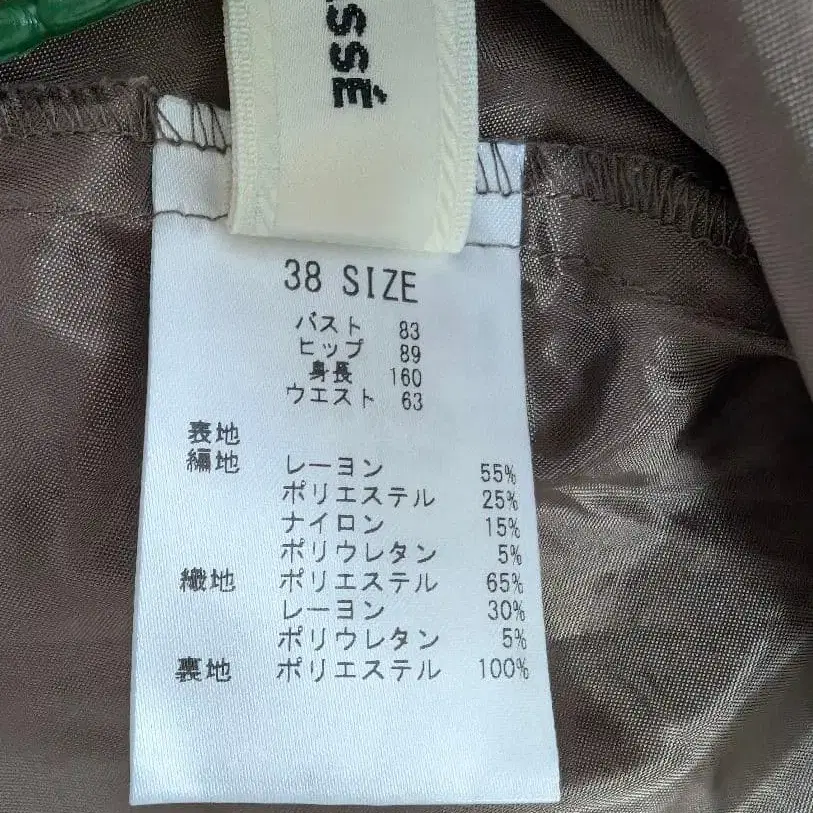 SSÉ
38 SIZE
バスト 83
ヒップ 89
身長 160
ウエスト 63
表地
編地 レーヨン 55%
ポリエステル 25%
ナイロン 15%
ポリウレタン 5%
織地 ポリエステル 65%
レーヨン 30%
ポリウレタン 5%
裏地 ポリエステル 100%